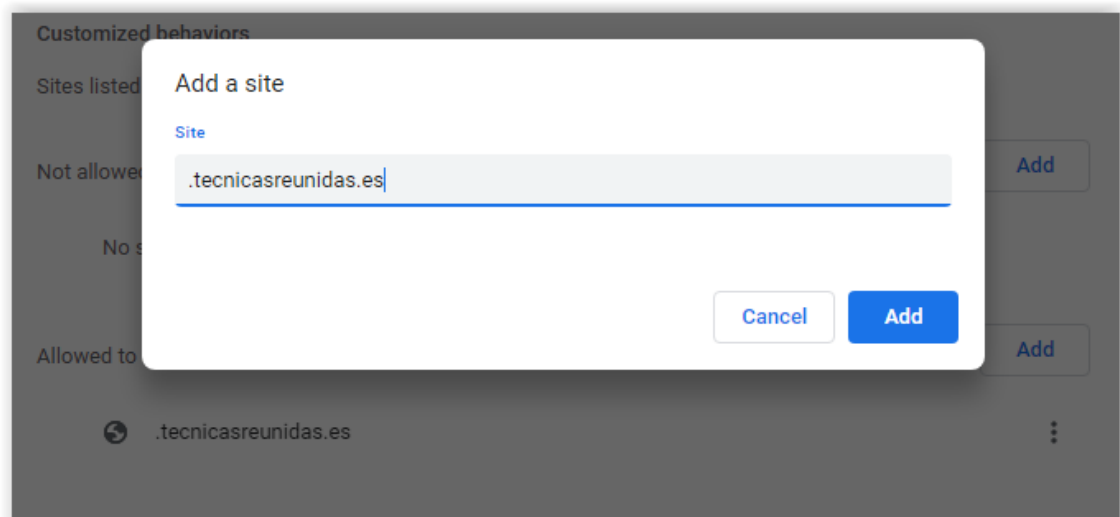 Customized behaviors
Sites listed
Add a site
Site
Not allowed
.tecnicasreunidas.es
Add
No s
Cancel
Add
Allowed to
Add
.tecnicasreunidas.es